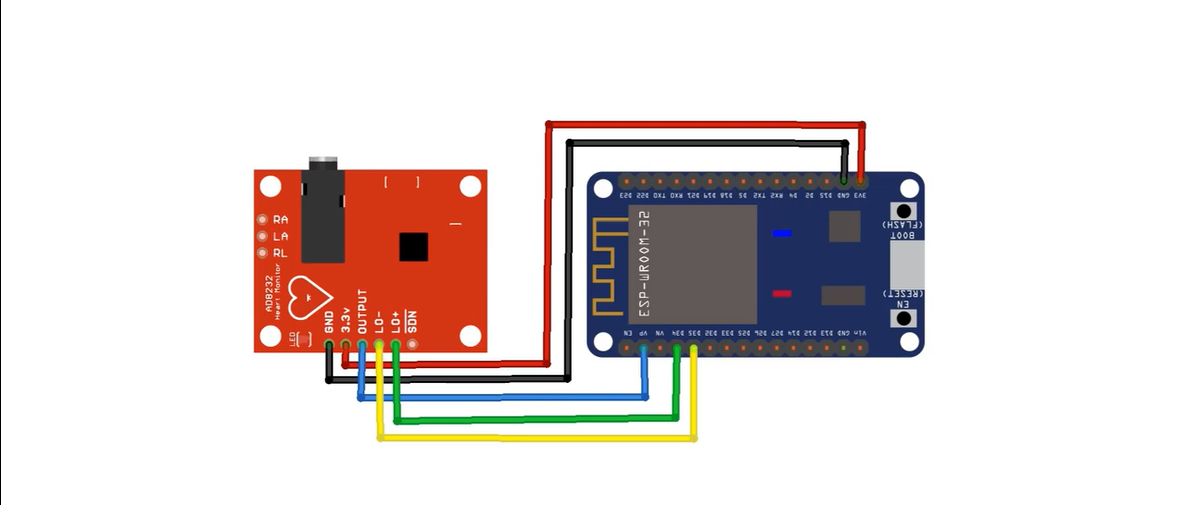 RA
LA
RL
AD8232
Heart Monitor
LED
GND
3.3v
OUTPUT
LO-
LO+
SDN
D23
D22
TX0
RX0
D21
D19
D18
D5
TX2
RX2
D4
D2
D15
GND
3V3
ESP-WROOM-32
(FLASH)
BOOT
(RESET)
EN
EN
VP
VN
D34
D35
D32
D33
D25
D26
D27
D14
D12
D13
GND
Vin